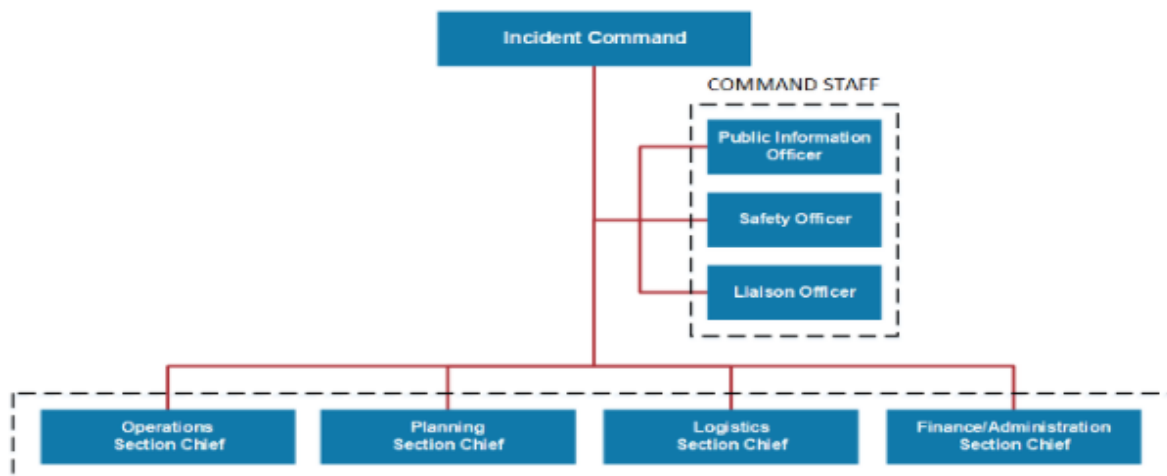 Incident Command
COMMAND STAFF
Public Information
Officer
Safety Officer
Liaison Officer
Operations
Section Chief
Planning
Section Chief
Logistics
Section Chief
Finance/Administration
Section Chief